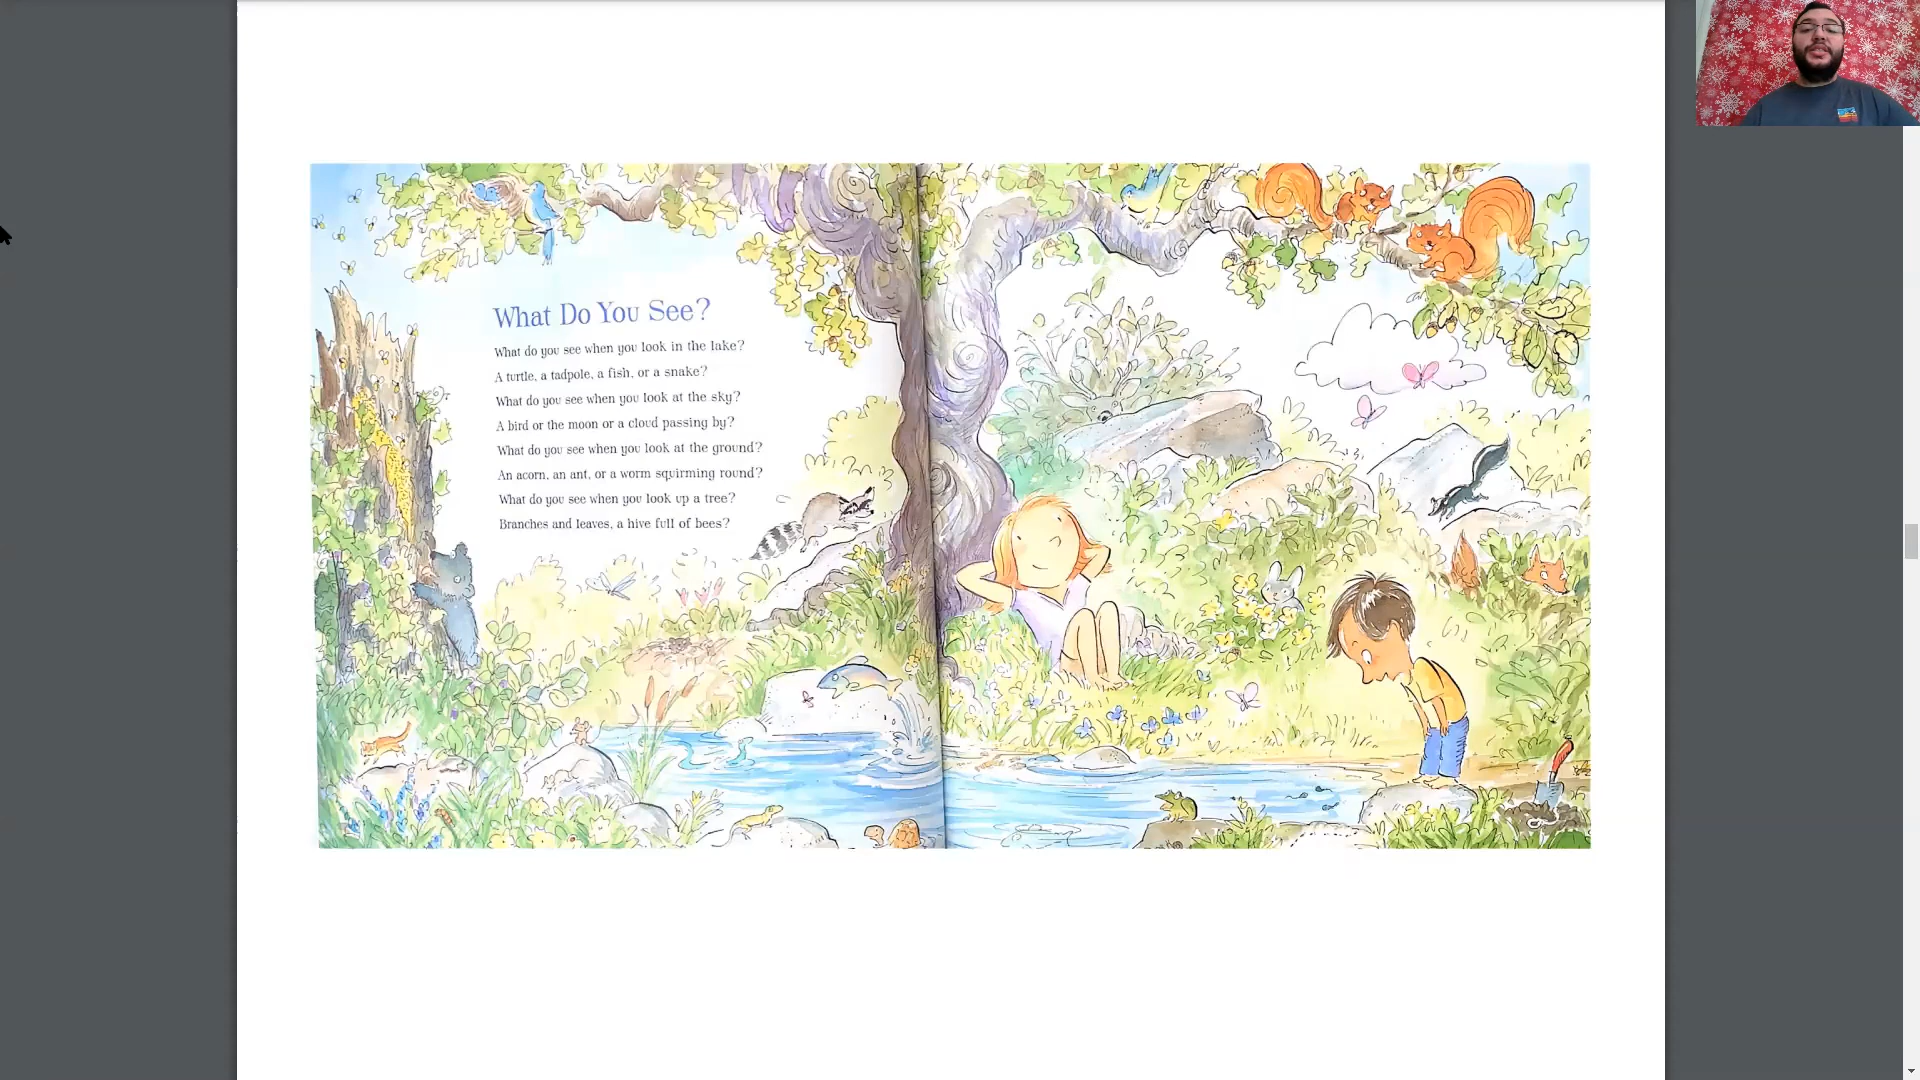 What Do You See?
What do you see when you look in the lake?
A turtle, a tadpole, a fish, or a snake?
What do you see when you look at the sky?
A bird or the moon or a cloud passing by?
What do you see when you look at the ground?
An acorn, an ant, or a worm squirming round?
What do you see when you look up a tree?
Branches and leaves, a hive full of bees?